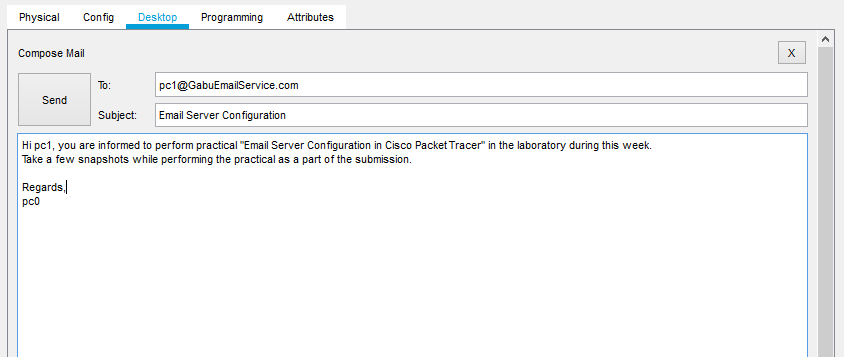 Physical Config Desktop Programming Attributes
Compose Mail X
Send
To: pc1@GabuEmailService.com
Subject: Email Server Configuration
Hi pc1, you are informed to perform practical "Email Server Configuration in Cisco Packet Tracer" in the laboratory during this week.
Take a few snapshots while performing the practical as a part of the submission.
Regards,
pc0